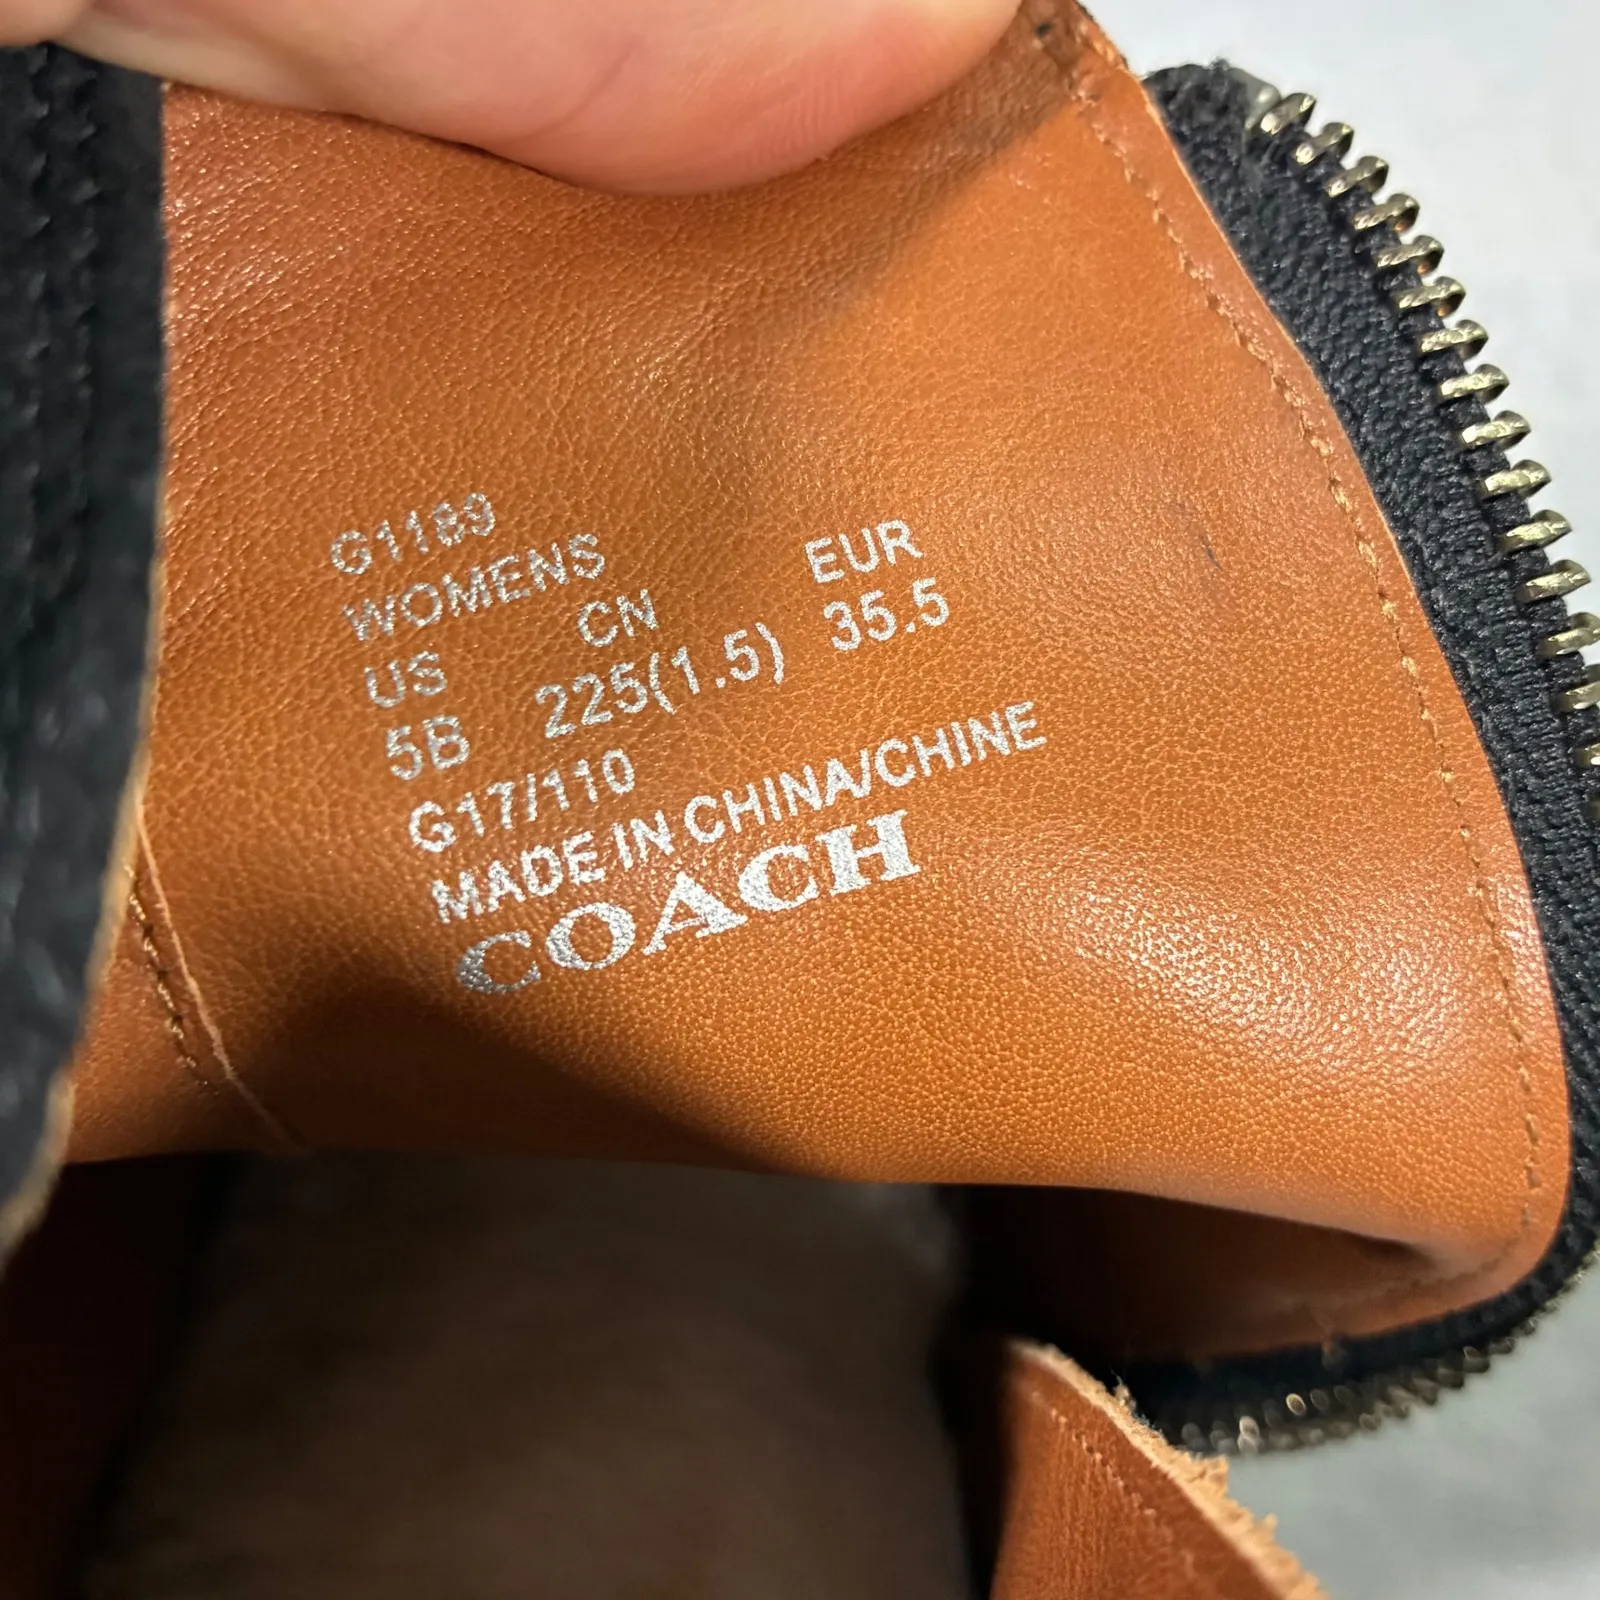 G1189
WOMENS
US CN EUR
5B 225(1.5) 35.5
G17/110
MADE IN CHINA/CHINE
COACH